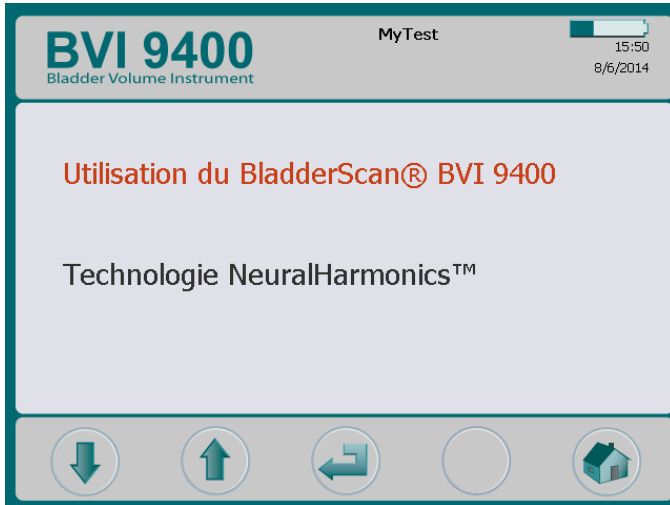 BVI 9400
Bladder Volume Instrument
MyTest
15:50
8/6/2014
Utilisation du BladderScan® BVI 9400
Technologie NeuralHarmonics™